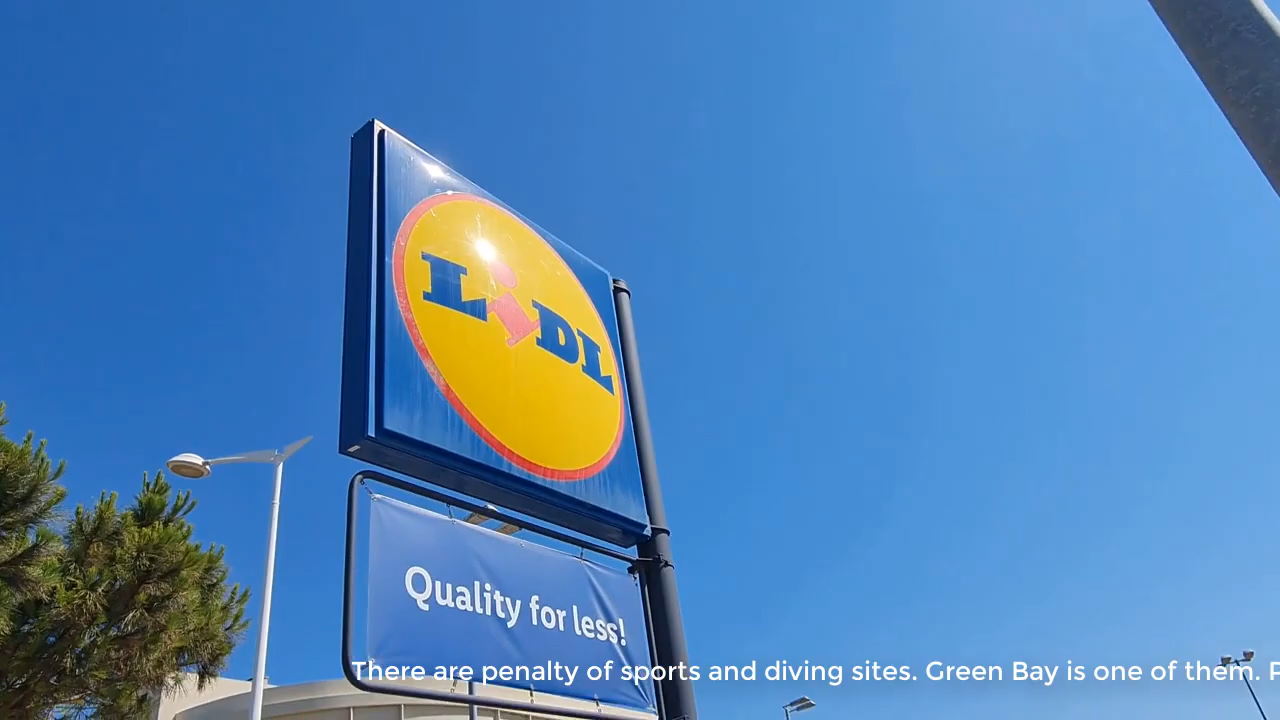 LiDL
Quality for less!
There are penalty of sports and diving sites. Green Bay is one of them.